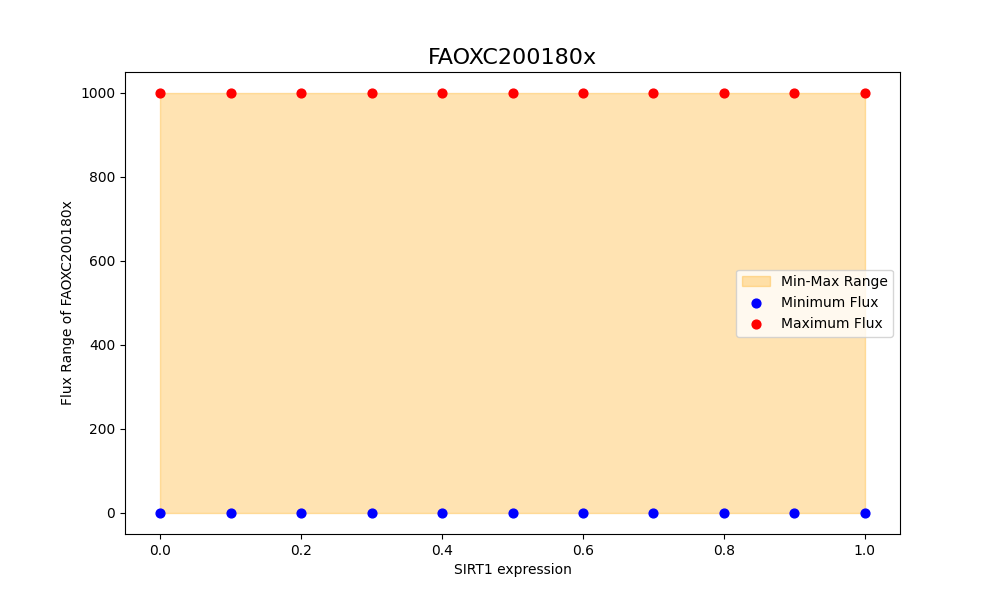 FAOXC200180x
Flux Range of FAOXC200180x
1000
800
600
400
200
0
0.0
0.2
0.4
0.6
0.8
1.0
SIRT1 expression
Min-Max Range
Minimum Flux
Maximum Flux